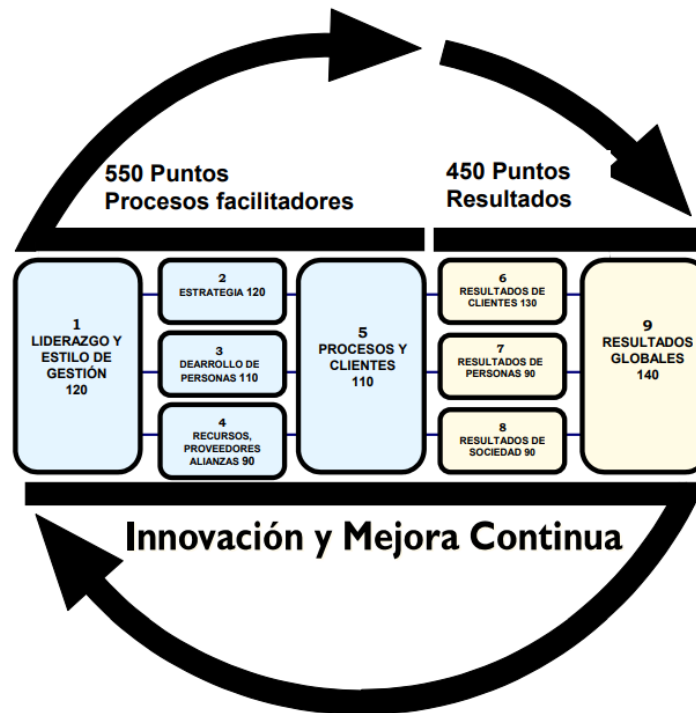 550 Puntos
Procesos facilitadores
450 Puntos
Resultados
1
LIDERAZGO Y
ESTILO DE
GESTIÓN
120
2
ESTRATEGIA 120
3
DEARROLLO DE
PERSONAS 110
4
RECURSOS,
PROVEEDORES
ALIANZAS 90
5
PROCESOS Y
CLIENTES
110
6
RESULTADOS DE
CLIENTES 130
7
RESULTADOS DE
PERSONAS 90
8
RESULTADOS DE
SOCIEDAD 90
9
RESULTADOS
GLOBALES
140
Innovación y Mejora Continua